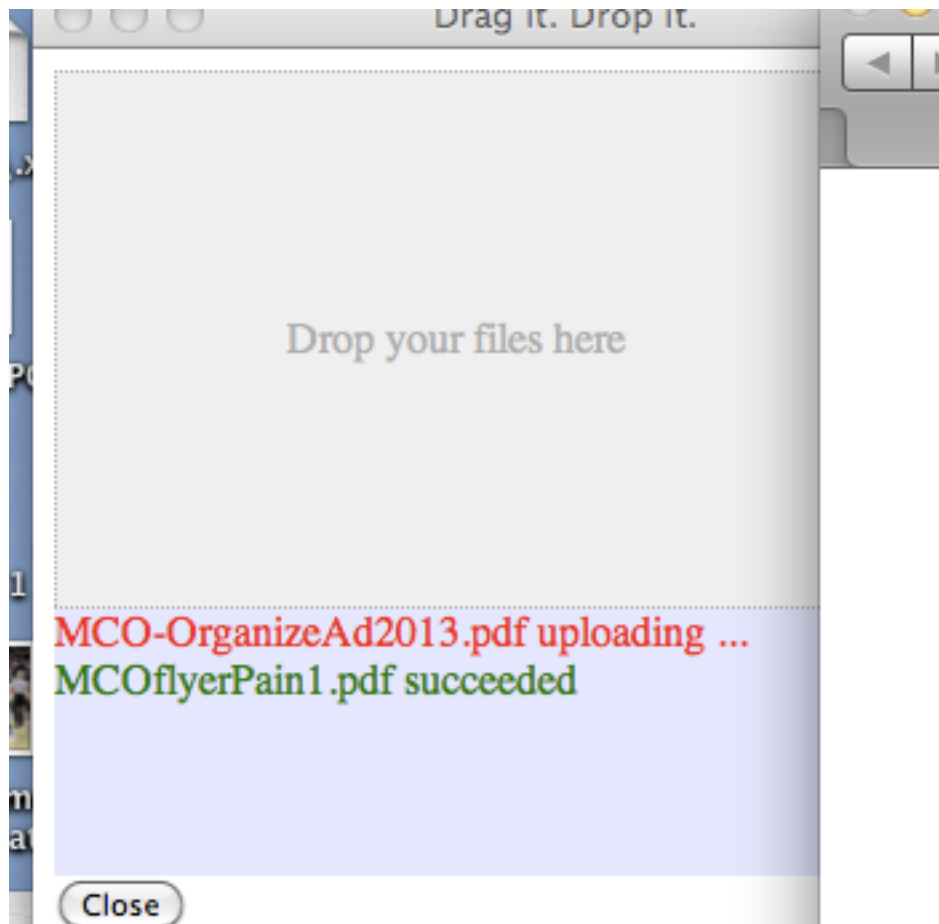 Drag it. Drop it.
Drop your files here
MCO-OrganizeAd2013.pdf uploading ...
MCOflyerPain1.pdf succeeded
Close